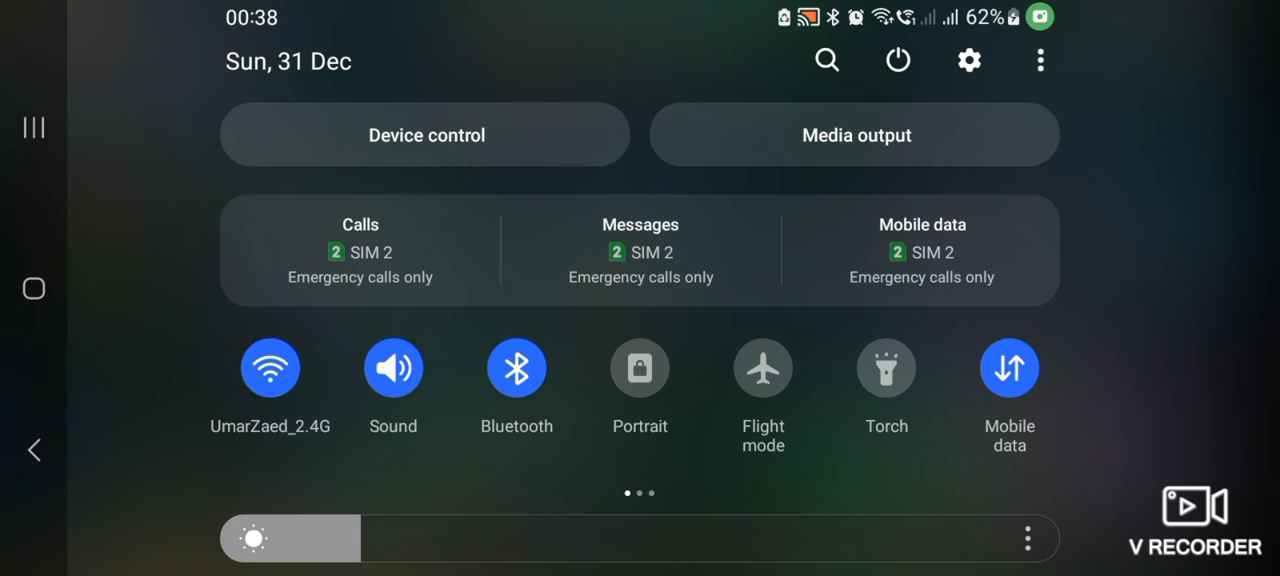 00:38
62%
Sun, 31 Dec
Device control
Media output
Calls
Messages
Mobile data
2 SIM 2
2 SIM 2
2 SIM 2
Emergency calls only
Emergency calls only
Emergency calls only
UmarZaed_2.4G
Sound
Bluetooth
Portrait
Flight
mode
Torch
Mobile
data
V RECORDER